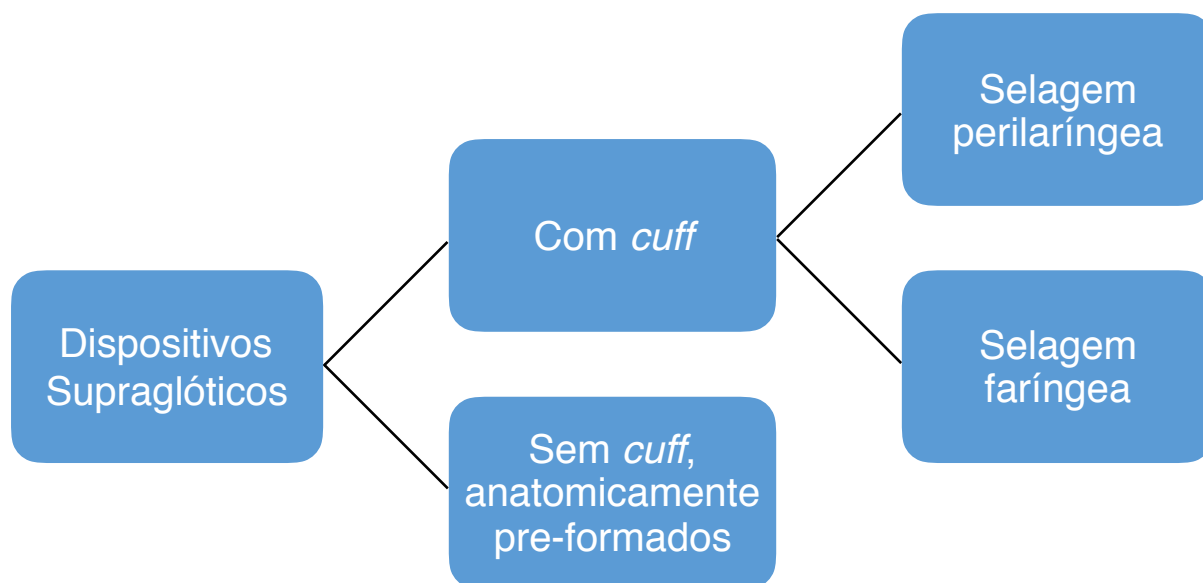 Dispositivos
Supraglóticos
Com cuff
Sem cuff,
anatomicamente
pre-formados
Selagem
perilaríngea
Selagem
faríngea